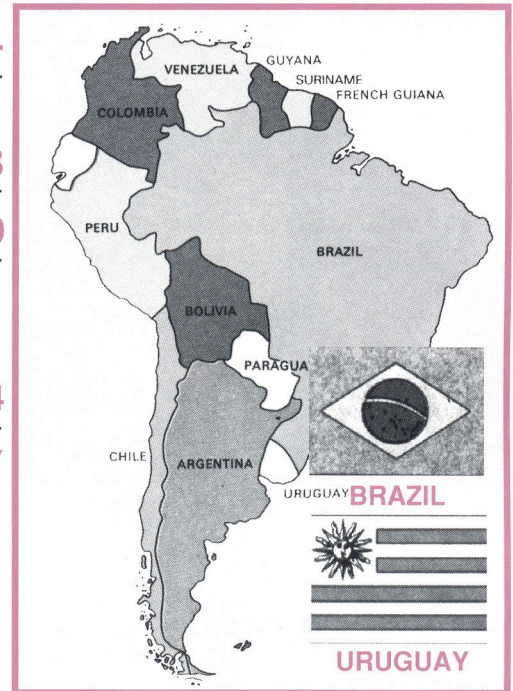 GUYANA
VENEZUELA
SURINAME
FRENCH GUIANA
COLOMBIA
PERU
BRAZIL
BOLIVIA
PARAGUA
CHILE
ARGENTINA
URUGUAY
BRAZIL
URUGUAY